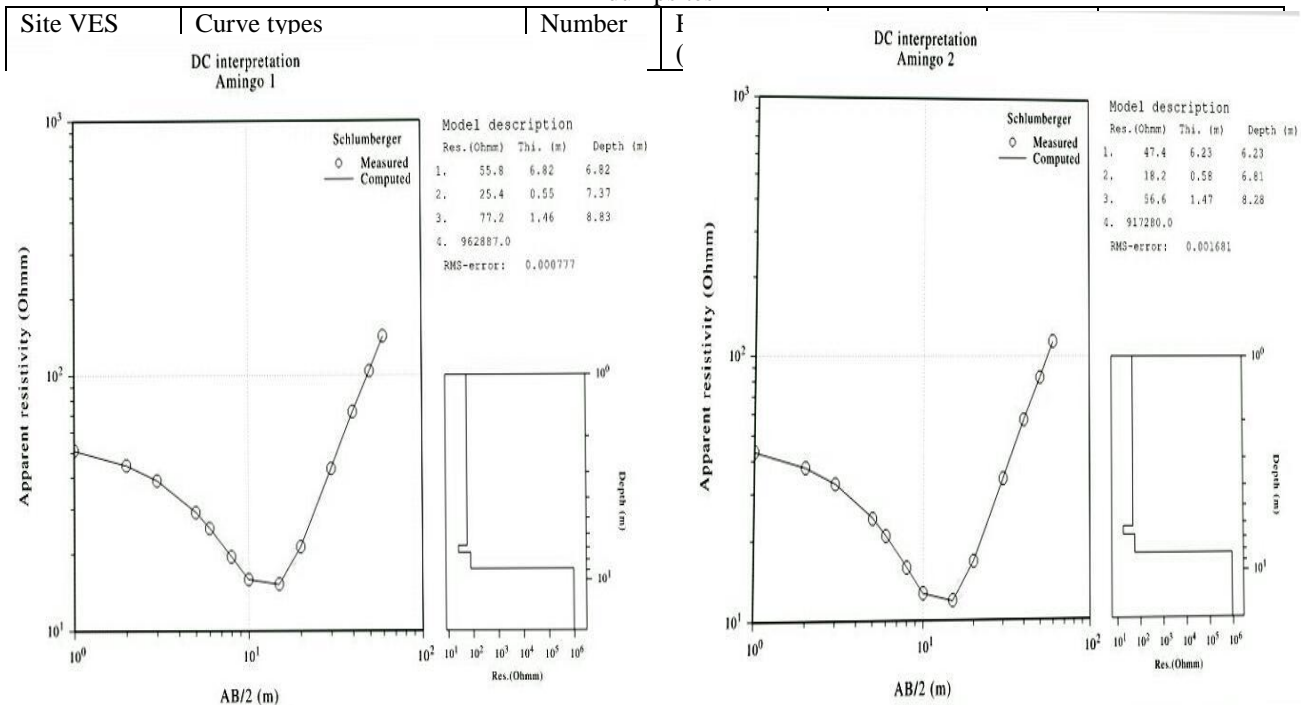 Site VES Curve types Number
DC interpretation
Amingo 1
10³
10²
10¹
Apparent resistivity (Ohmm)
Schlumberger
Measured
Computed
10⁰ 10¹ 10²
AB/2 (m)
Model description
Res.(Ohmm) Thi. (m) Depth (m)
1. 55.8 6.82 6.82
2. 25.4 0.55 7.37
3. 77.2 1.46 8.83
4. 962887.0
RMS-error: 0.000777
10⁰
10¹
Depth (m)
10¹ 10² 10³ 10⁴ 10⁵ 10⁶
Res.(Ohmm)
DC interpretation
Amingo 2
10³
10²
10¹
Apparent resistivity (Ohmm)
Schlumberger
Measured
Computed
10⁰ 10¹ 10²
AB/2 (m)
Model description
Res.(Ohmm) Thi. (m) Depth (m)
1. 47.4 6.23 6.23
2. 18.2 0.58 6.81
3. 56.6 1.47 8.28
4. 917280.0
RMS-error: 0.001681
10⁰
10¹
Depth (m)
10¹ 10² 10³ 10⁴ 10⁵ 10⁶
Res.(Ohmm)